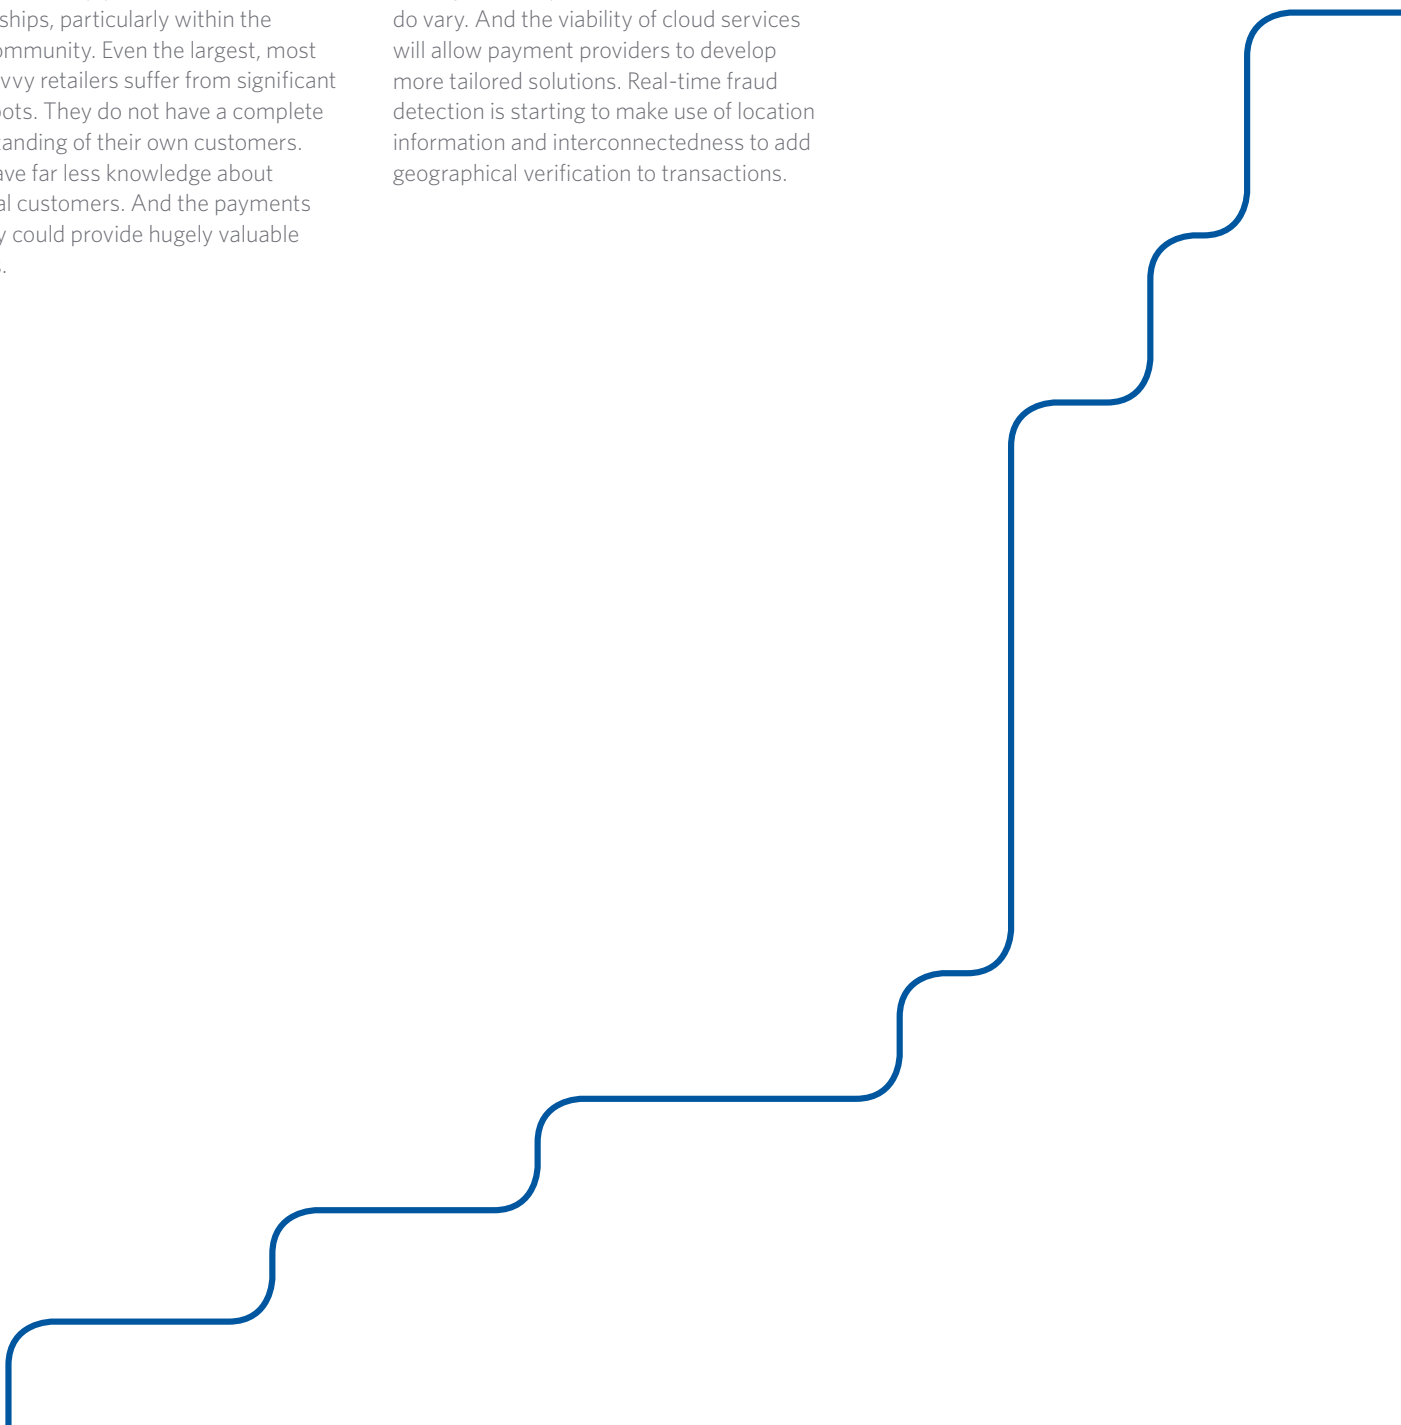 ships, particularly within the
ommunity. Even the largest, most
vvy retailers suffer from significant
ots. They do not have a complete
anding of their own customers.
ave far less knowledge about
al customers. And the payments
y could provide hugely valuable
s.
do vary. And the viability of cloud services
will allow payment providers to develop
more tailored solutions. Real-time fraud
detection is starting to make use of location
information and interconnectedness to add
geographical verification to transactions.